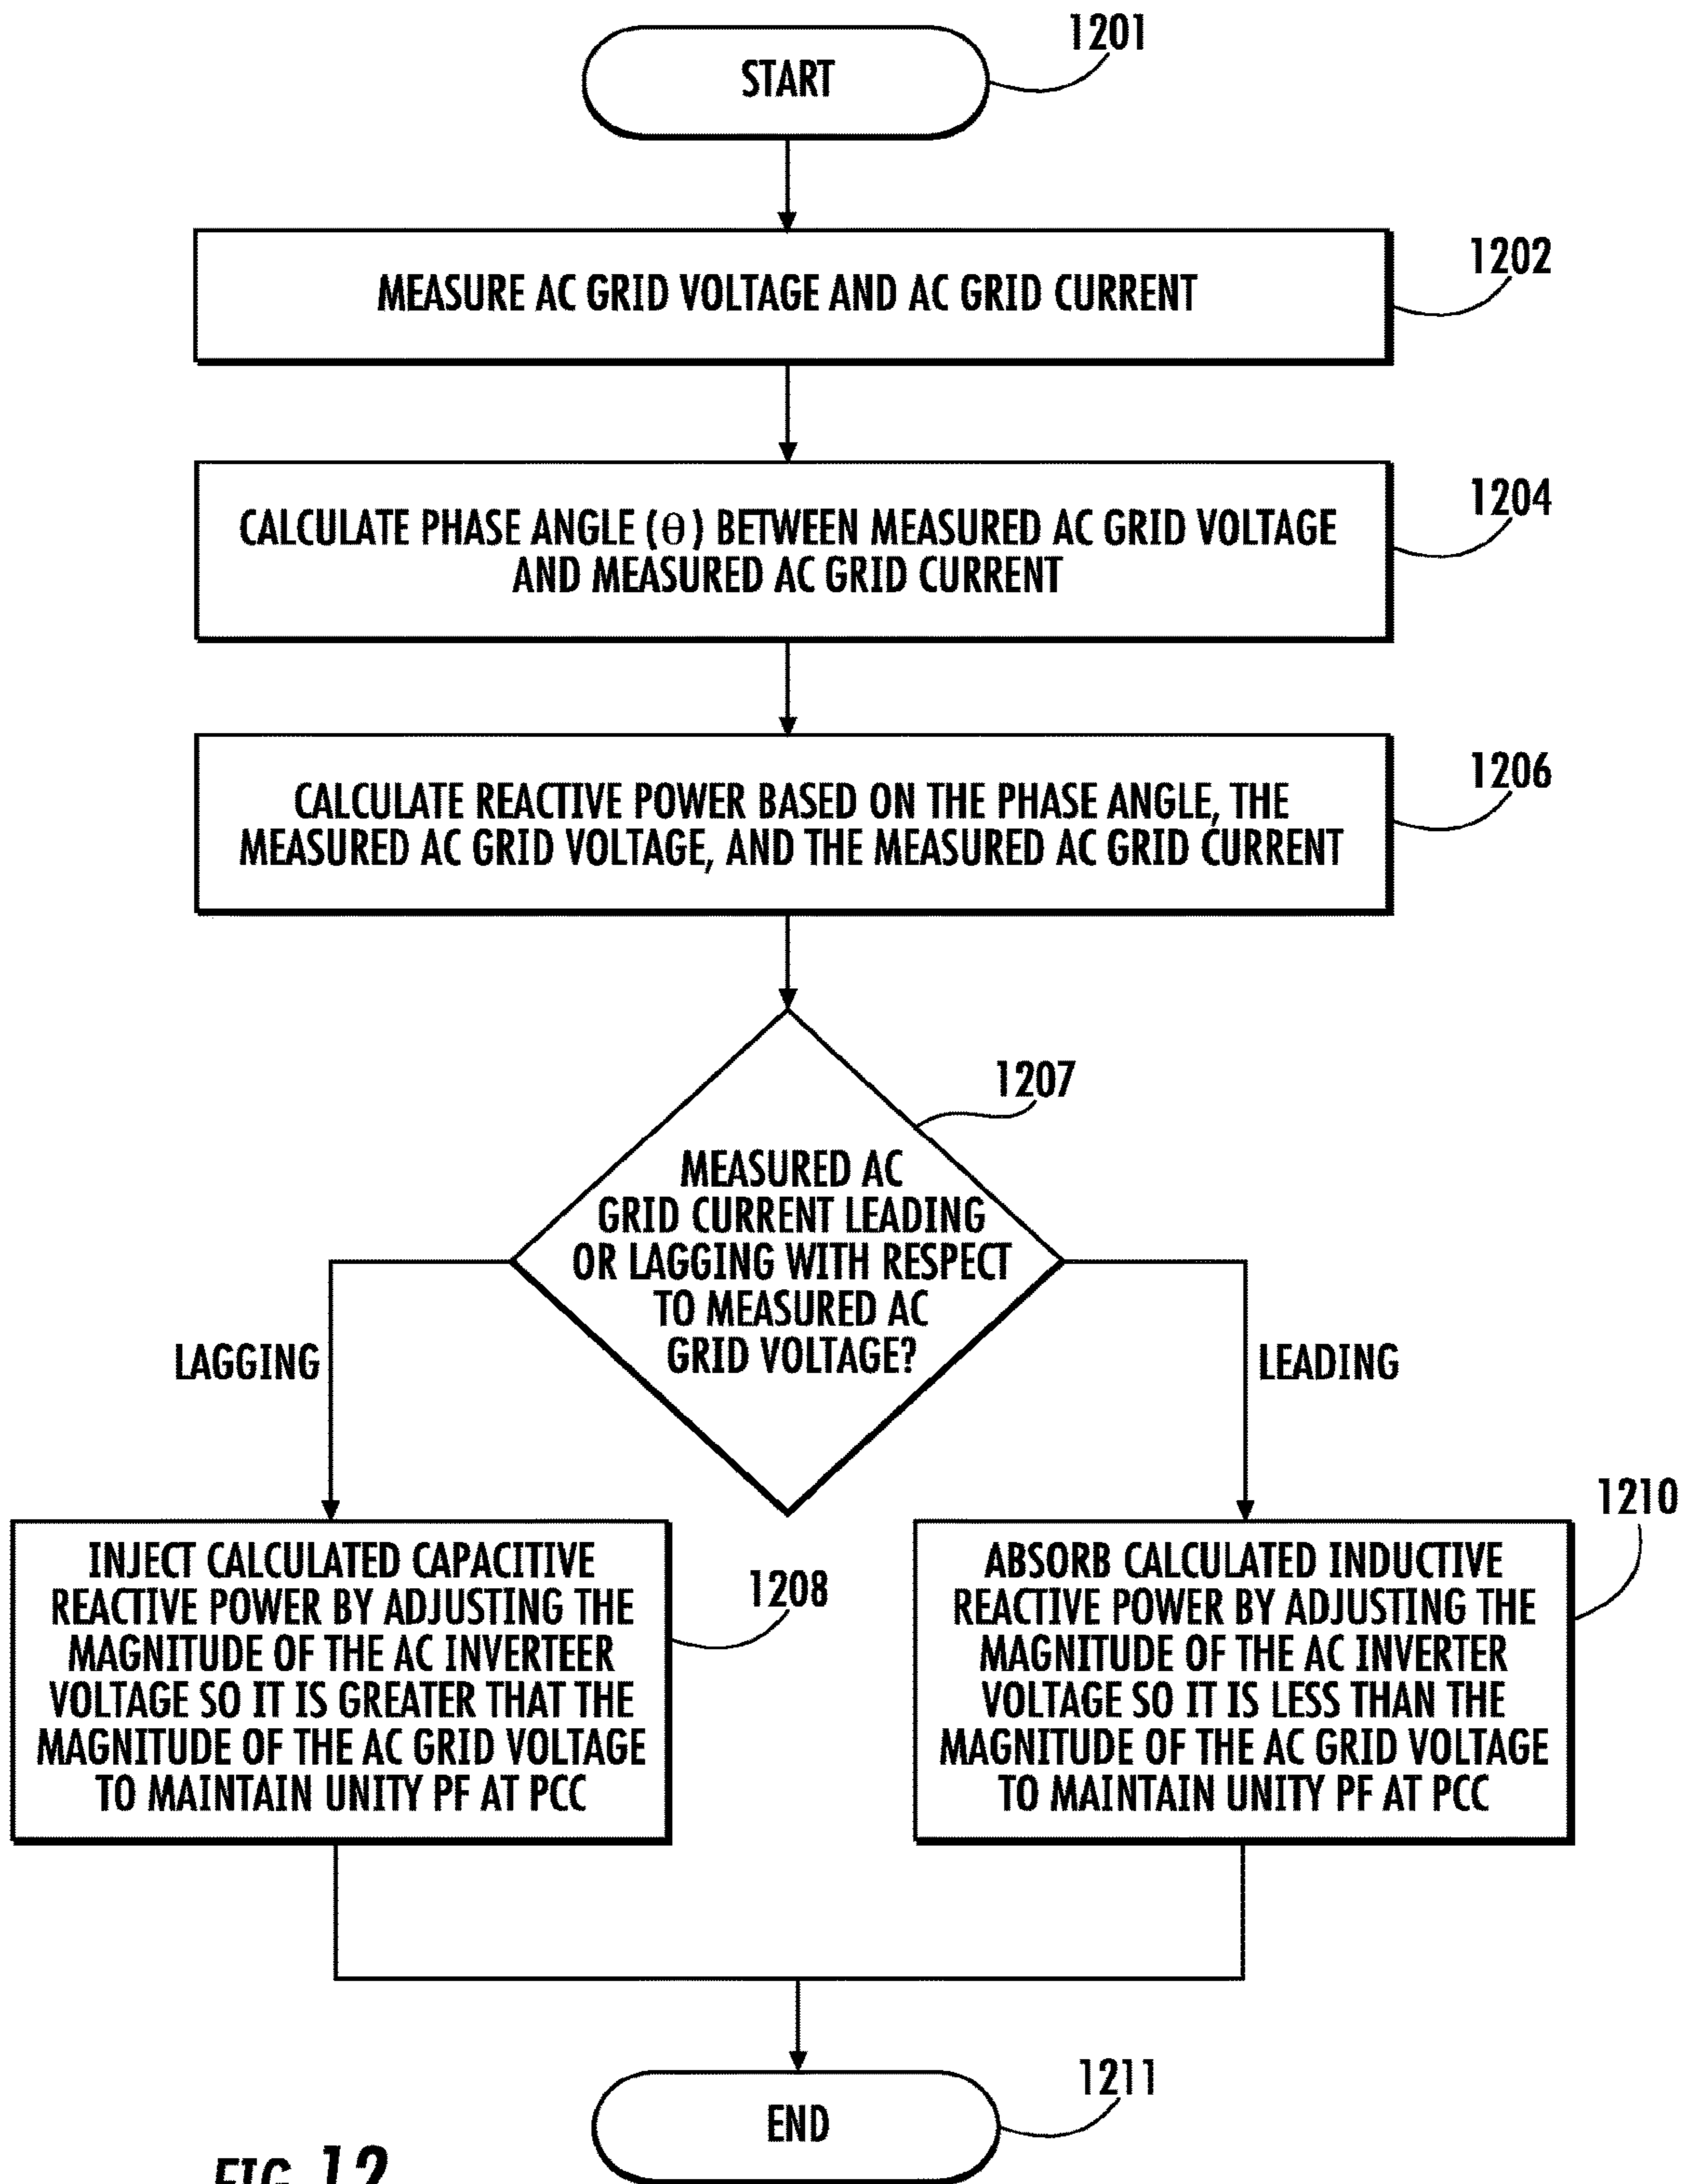 1201
START
1202
MEASURE AC GRID VOLTAGE AND AC GRID CURRENT
1204
CALCULATE PHASE ANGLE (θ) BETWEEN MEASURED AC GRID VOLTAGE
AND MEASURED AC GRID CURRENT
1206
CALCULATE REACTIVE POWER BASED ON THE PHASE ANGLE, THE
MEASURED AC GRID VOLTAGE, AND THE MEASURED AC GRID CURRENT
1207
MEASURED AC
GRID CURRENT LEADING
OR LAGGING WITH RESPECT
TO MEASURED AC
GRID VOLTAGE?
LAGGING
LEADING
INJECT CALCULATED CAPACITIVE
REACTIVE POWER BY ADJUSTING THE
MAGNITUDE OF THE AC INVERTEER
VOLTAGE SO IT IS GREATER THAT THE
MAGNITUDE OF THE AC GRID VOLTAGE
TO MAINTAIN UNITY PF AT PCC
1208
1210
ABSORB CALCULATED INDUCTIVE
REACTIVE POWER BY ADJUSTING THE
MAGNITUDE OF THE AC INVERTER
VOLTAGE SO IT IS LESS THAN THE
MAGNITUDE OF THE AC GRID VOLTAGE
TO MAINTAIN UNITY PF AT PCC
1211
END
FIG. 12